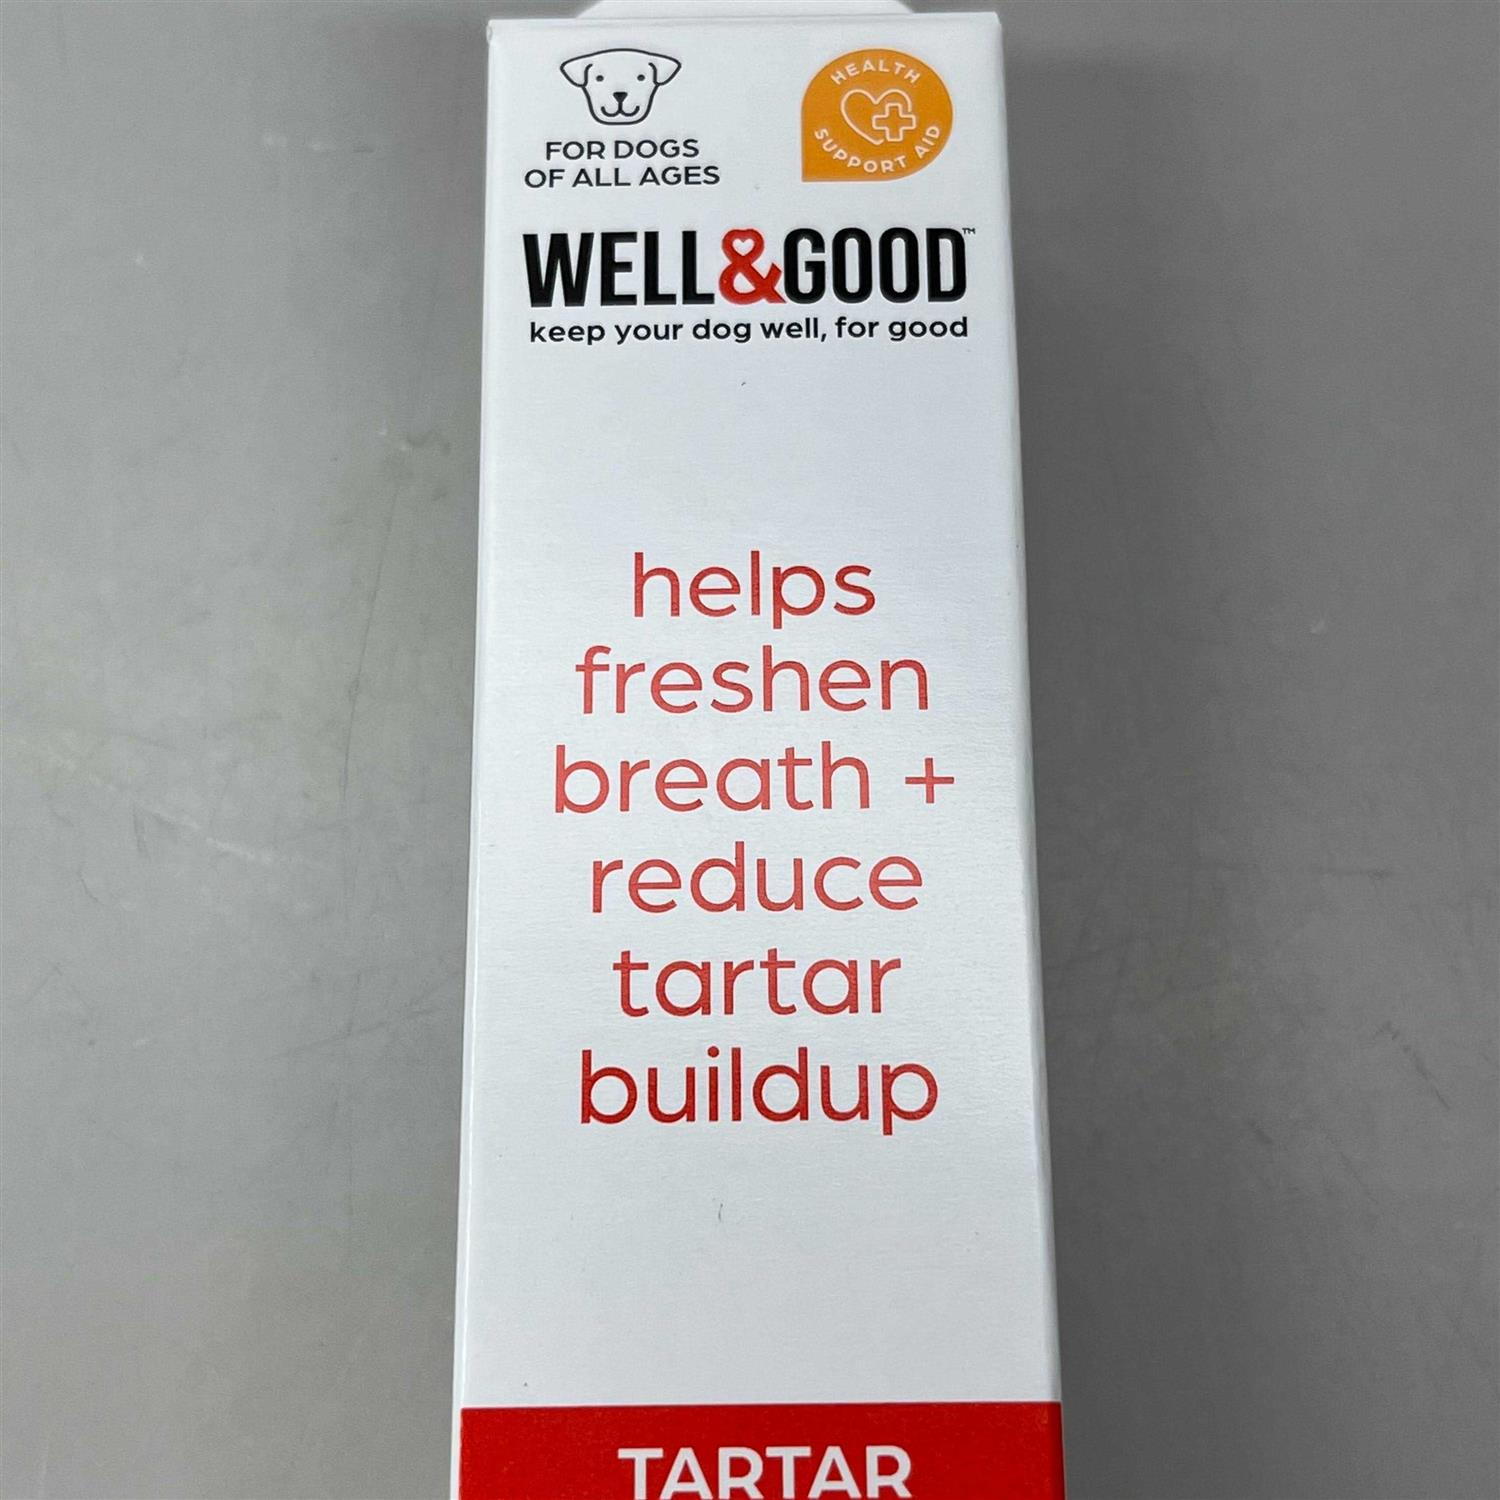 FOR DOGS
OF ALL AGES
HEALTH
SUPPORT AID
WELL&GOOD™
keep your dog well, for good
helps
freshen
breath +
reduce
tartar
buildup
TARTAR